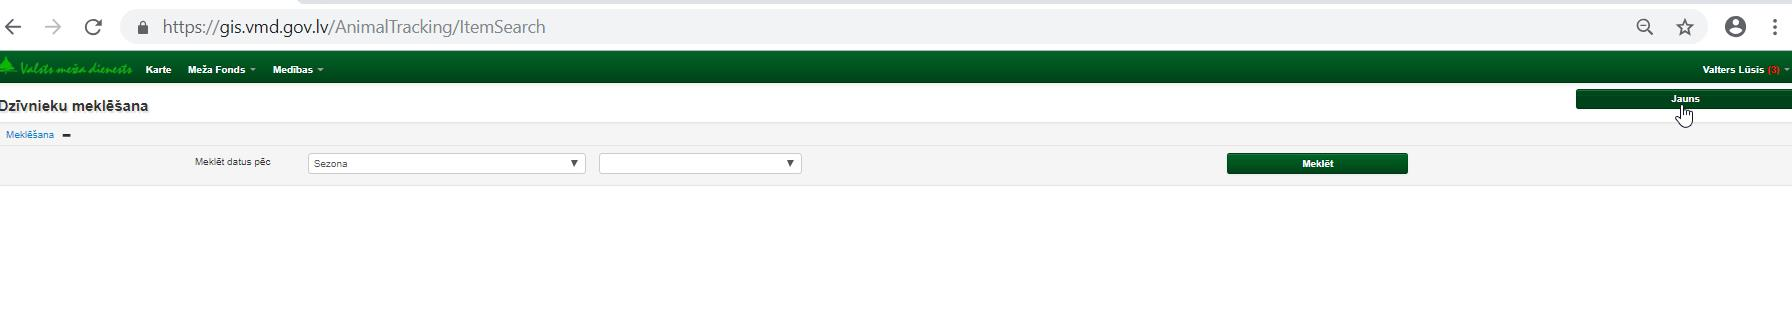 https://gis.vmd.gov.lv/AnimalTracking/ItemSearch
Valsts meža dienests Karte Meža Fonds Medības Valters Lūsis (3)
Dzīvnieku meklēšana Jauns
Meklēšana
Meklēt datus pēc Sezona Meklēt